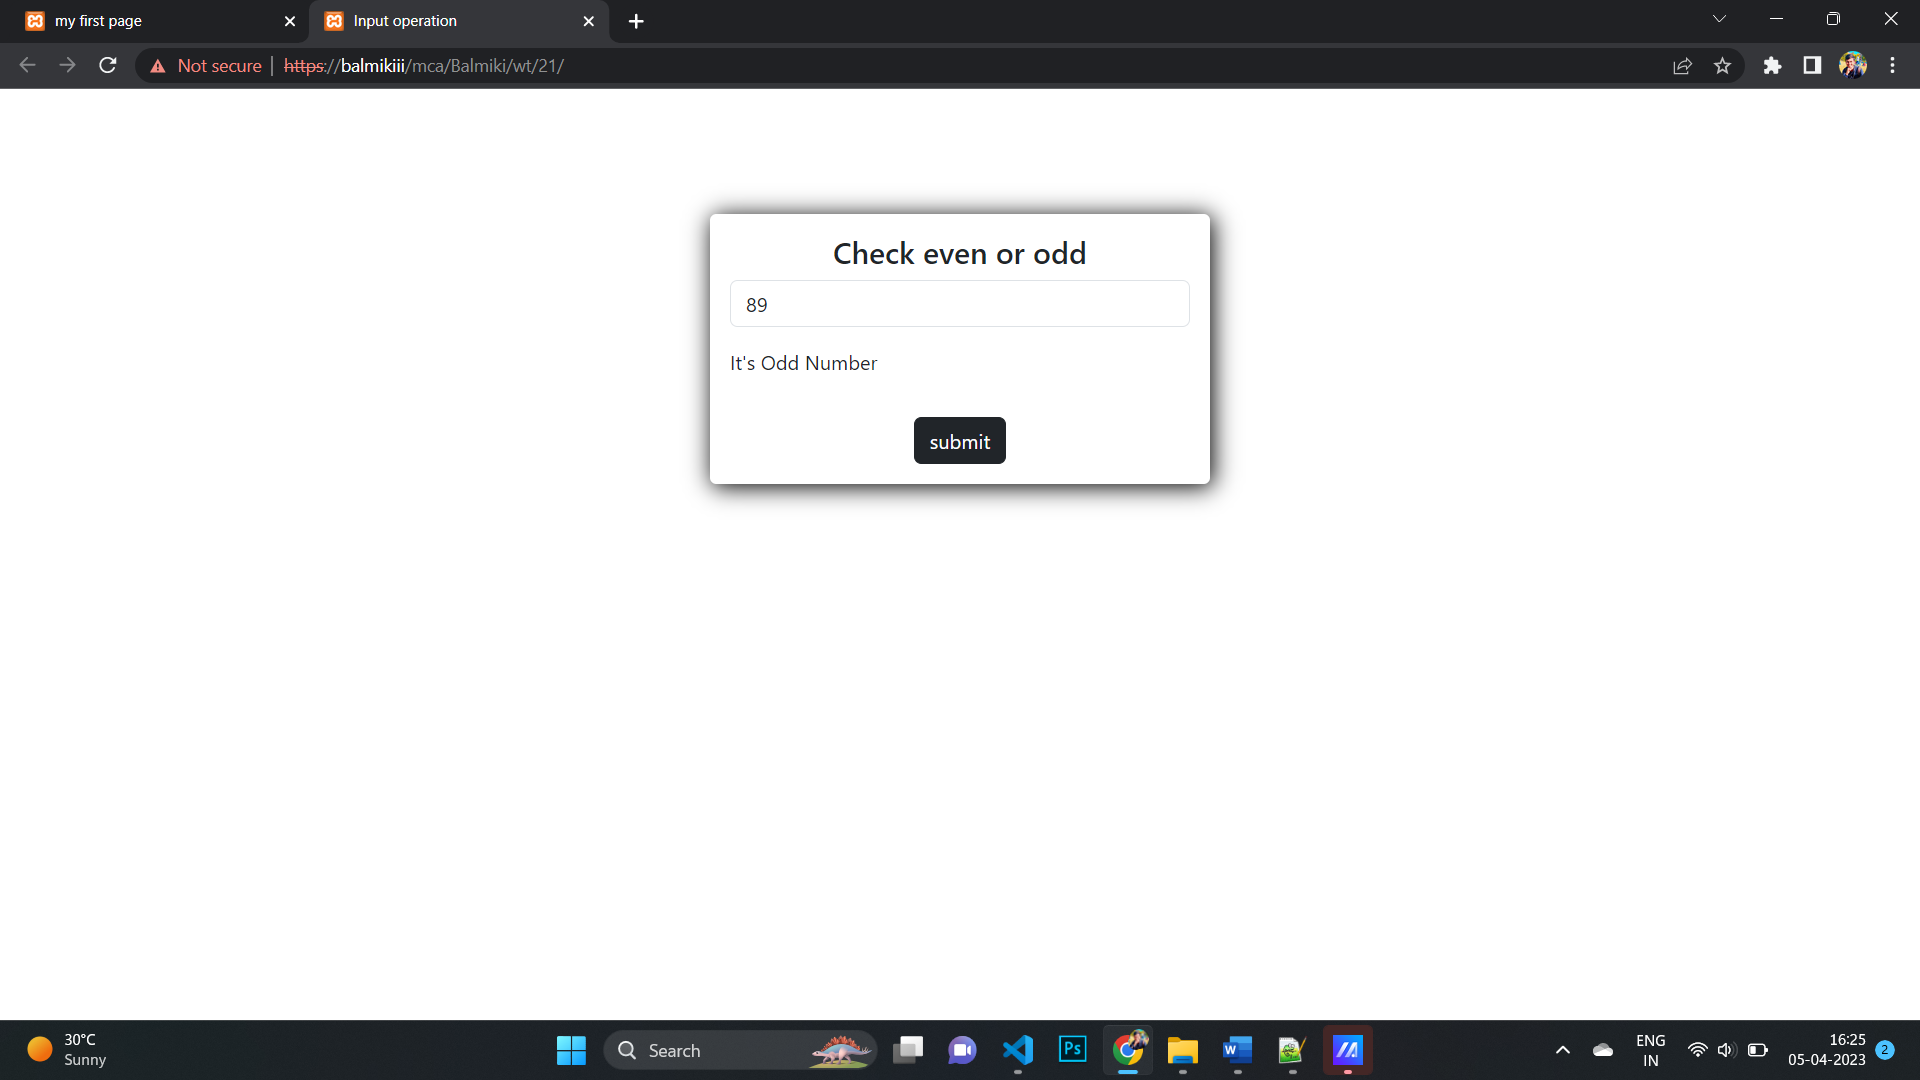 my first page
Input operation
Not secure
https://balmikiii/mca/Balmiki/wt/21/
Check even or odd
89
It's Odd Number
submit
30°C
Sunny
Search
Ps
W
ENG
IN
16:25
05-04-2023
2